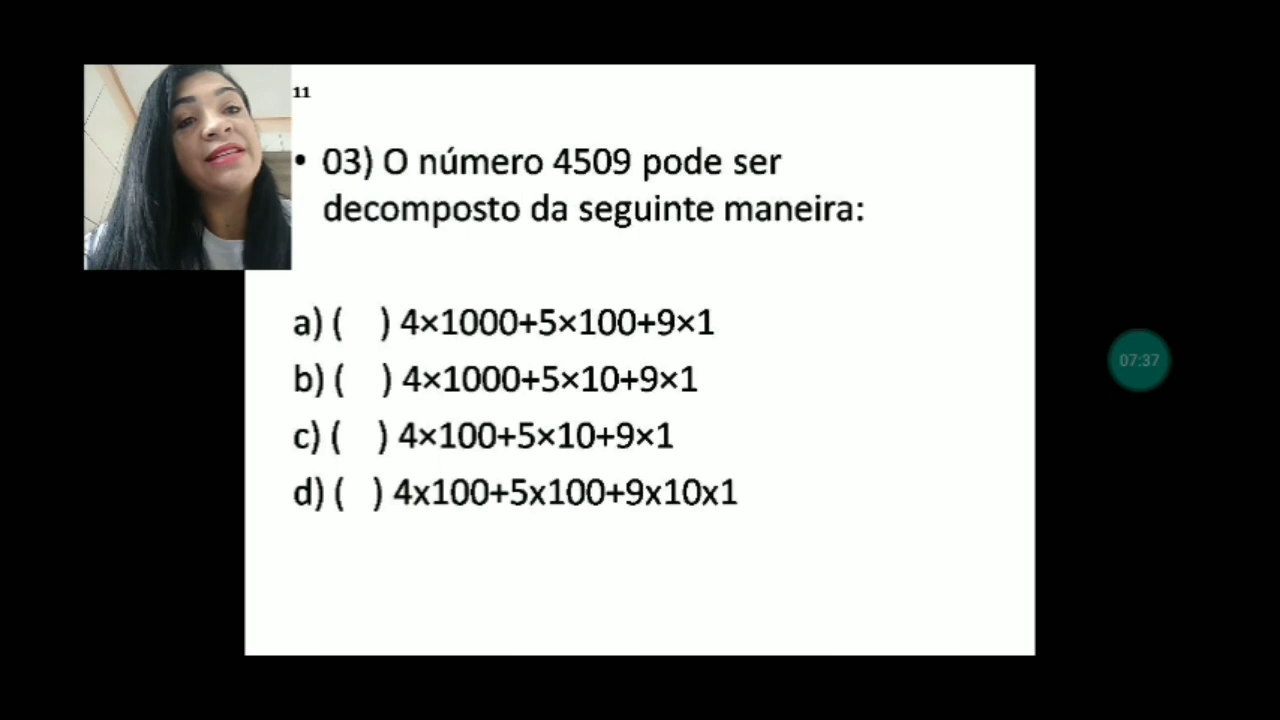 11
• 03) O número 4509 pode ser
decomposto da seguinte maneira:
a) (    ) 4×1000+5×100+9×1
b) (    ) 4×1000+5×10+9×1
c) (    ) 4×100+5×10+9×1
d) (   ) 4x100+5x100+9x10x1
07:37